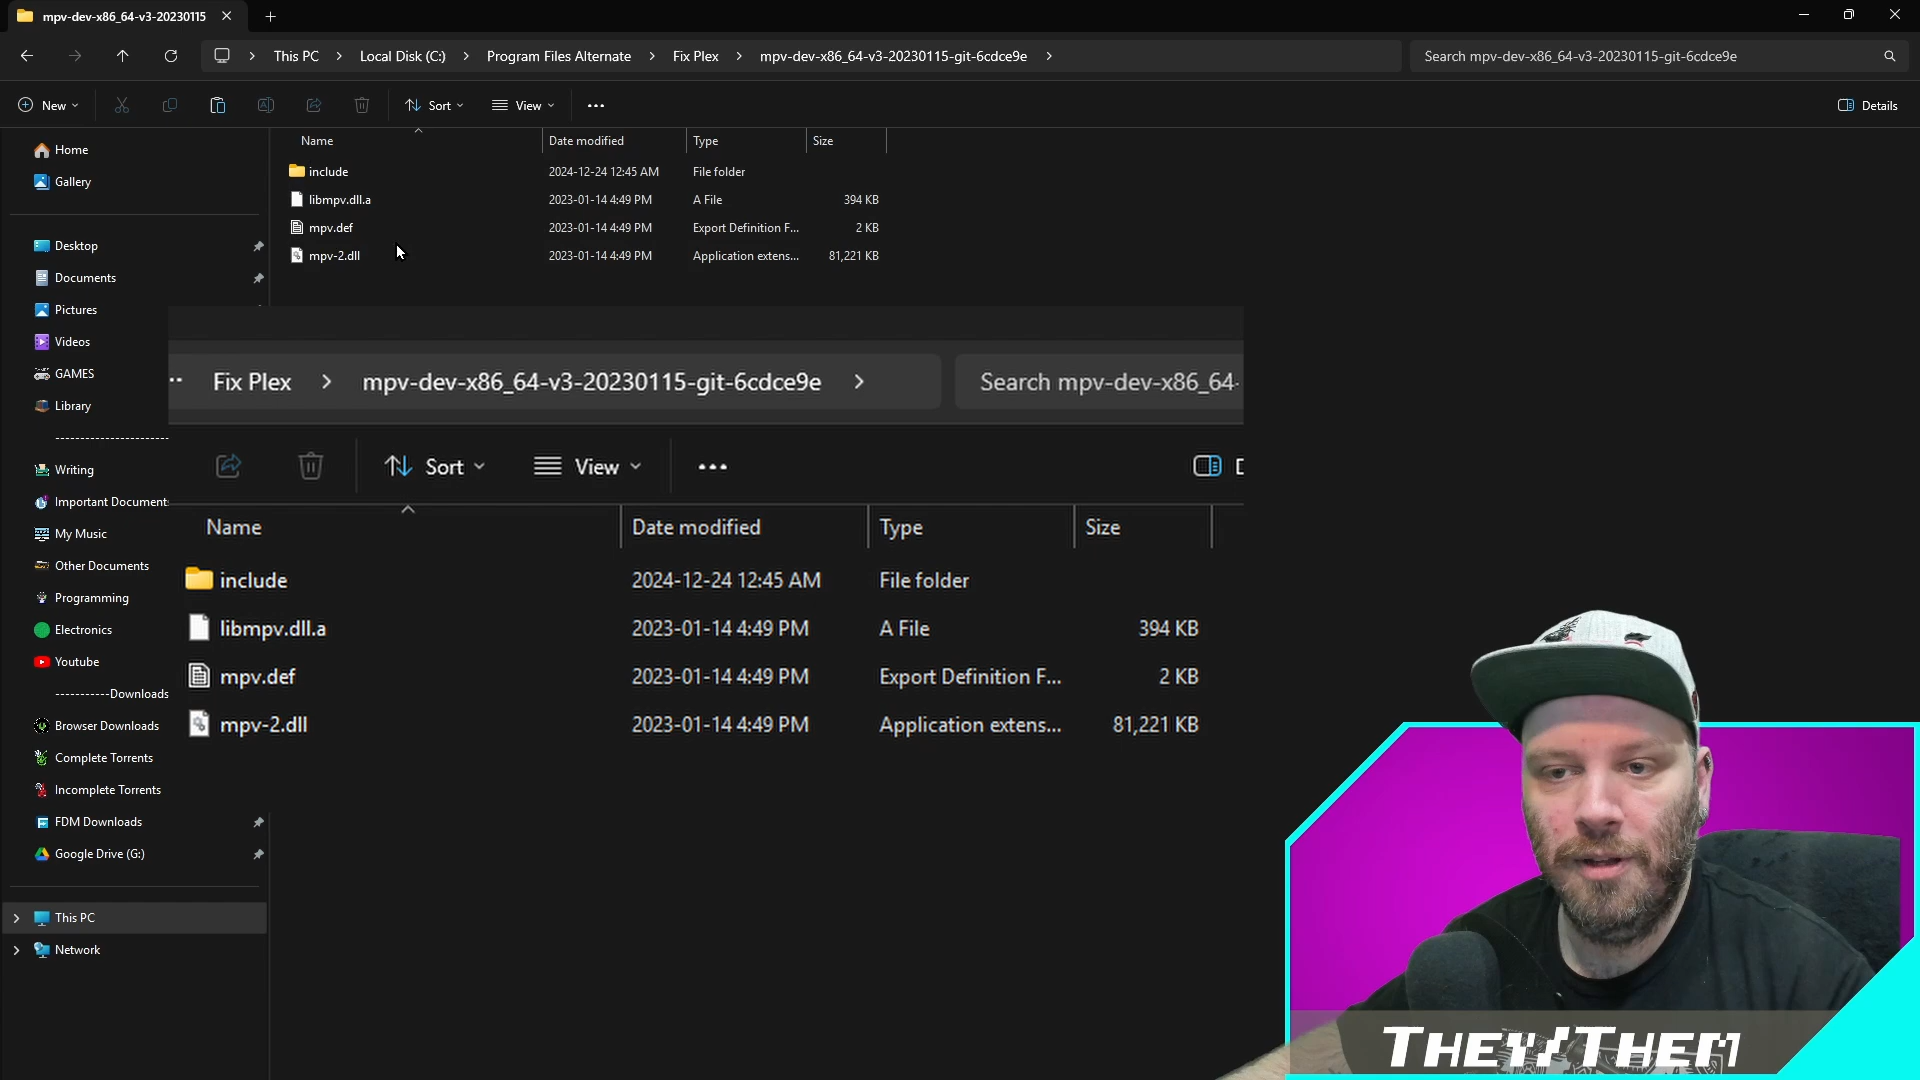 mpv-dev-x86_64-v3-20230115
This PC > Local Disk (C:) > Program Files Alternate > Fix Plex > mpv-dev-x86_64-v3-20230115-git-6cdce9e >
Search mpv-dev-x86_64-v3-20230115-git-6cdce9e
New
Sort
View
Details
Name Date modified Type Size
include 2024-12-24 12:45 AM File folder
libmpv.dll.a 2023-01-14 4:49 PM A File 394 KB
mpv.def 2023-01-14 4:49 PM Export Definition F... 2 KB
mpv-2.dll 2023-01-14 4:49 PM Application extens... 81,221 KB
Home
Gallery
Desktop
Documents
Pictures
Videos
GAMES
Library
------------------------
Writing
Important Document
My Music
Other Documents
Programming
Electronics
Youtube
-----------Downloads
Browser Downloads
Complete Torrents
Incomplete Torrents
FDM Downloads
Google Drive (G:)
This PC
Network
Fix Plex > mpv-dev-x86_64-v3-20230115-git-6cdce9e >
Search mpv-dev-x86_64-
Sort
View
Name Date modified Type Size
include 2024-12-24 12:45 AM File folder
libmpv.dll.a 2023-01-14 4:49 PM A File 394 KB
mpv.def 2023-01-14 4:49 PM Export Definition F... 2 KB
mpv-2.dll 2023-01-14 4:49 PM Application extens... 81,221 KB
THEY/THEM